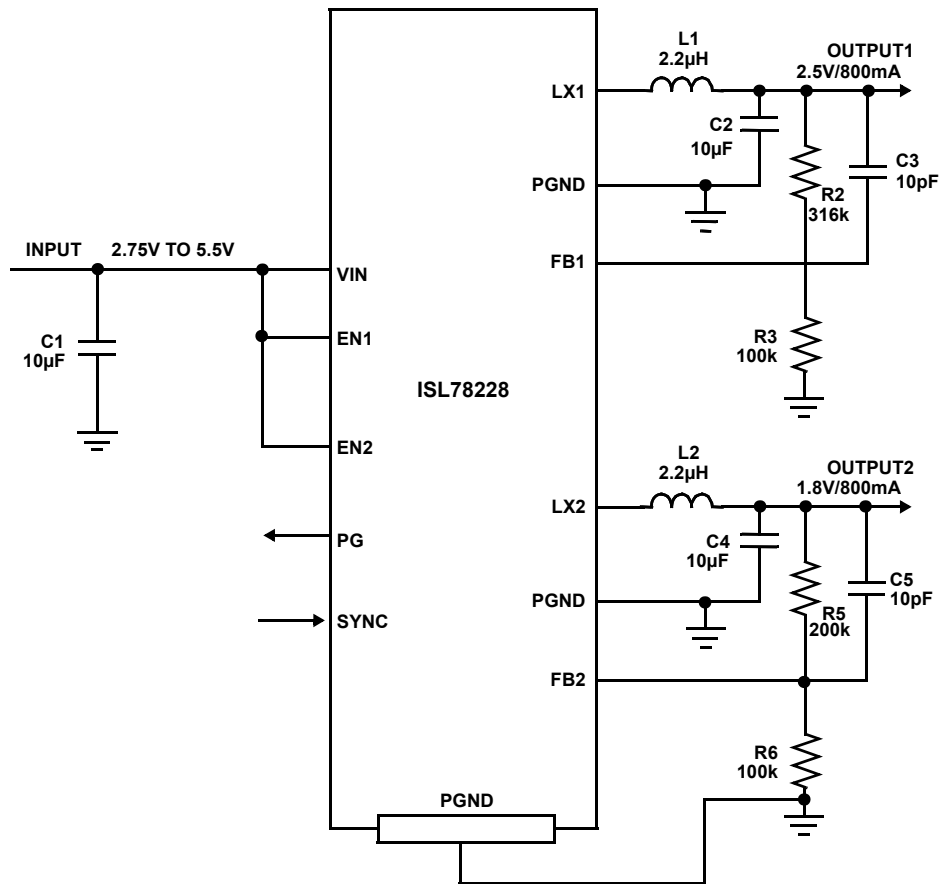 L1
2.2µH
OUTPUT1
2.5V/800mA
LX1
C2
10µF
C3
10pF
PGND
R2
316k
INPUT
2.75V TO 5.5V
FB1
VIN
C1
10µF
EN1
R3
100k
ISL78228
EN2
L2
2.2µH
OUTPUT2
1.8V/800mA
LX2
PG
C4
10µF
C5
10pF
PGND
R5
200k
SYNC
FB2
R6
100k
PGND